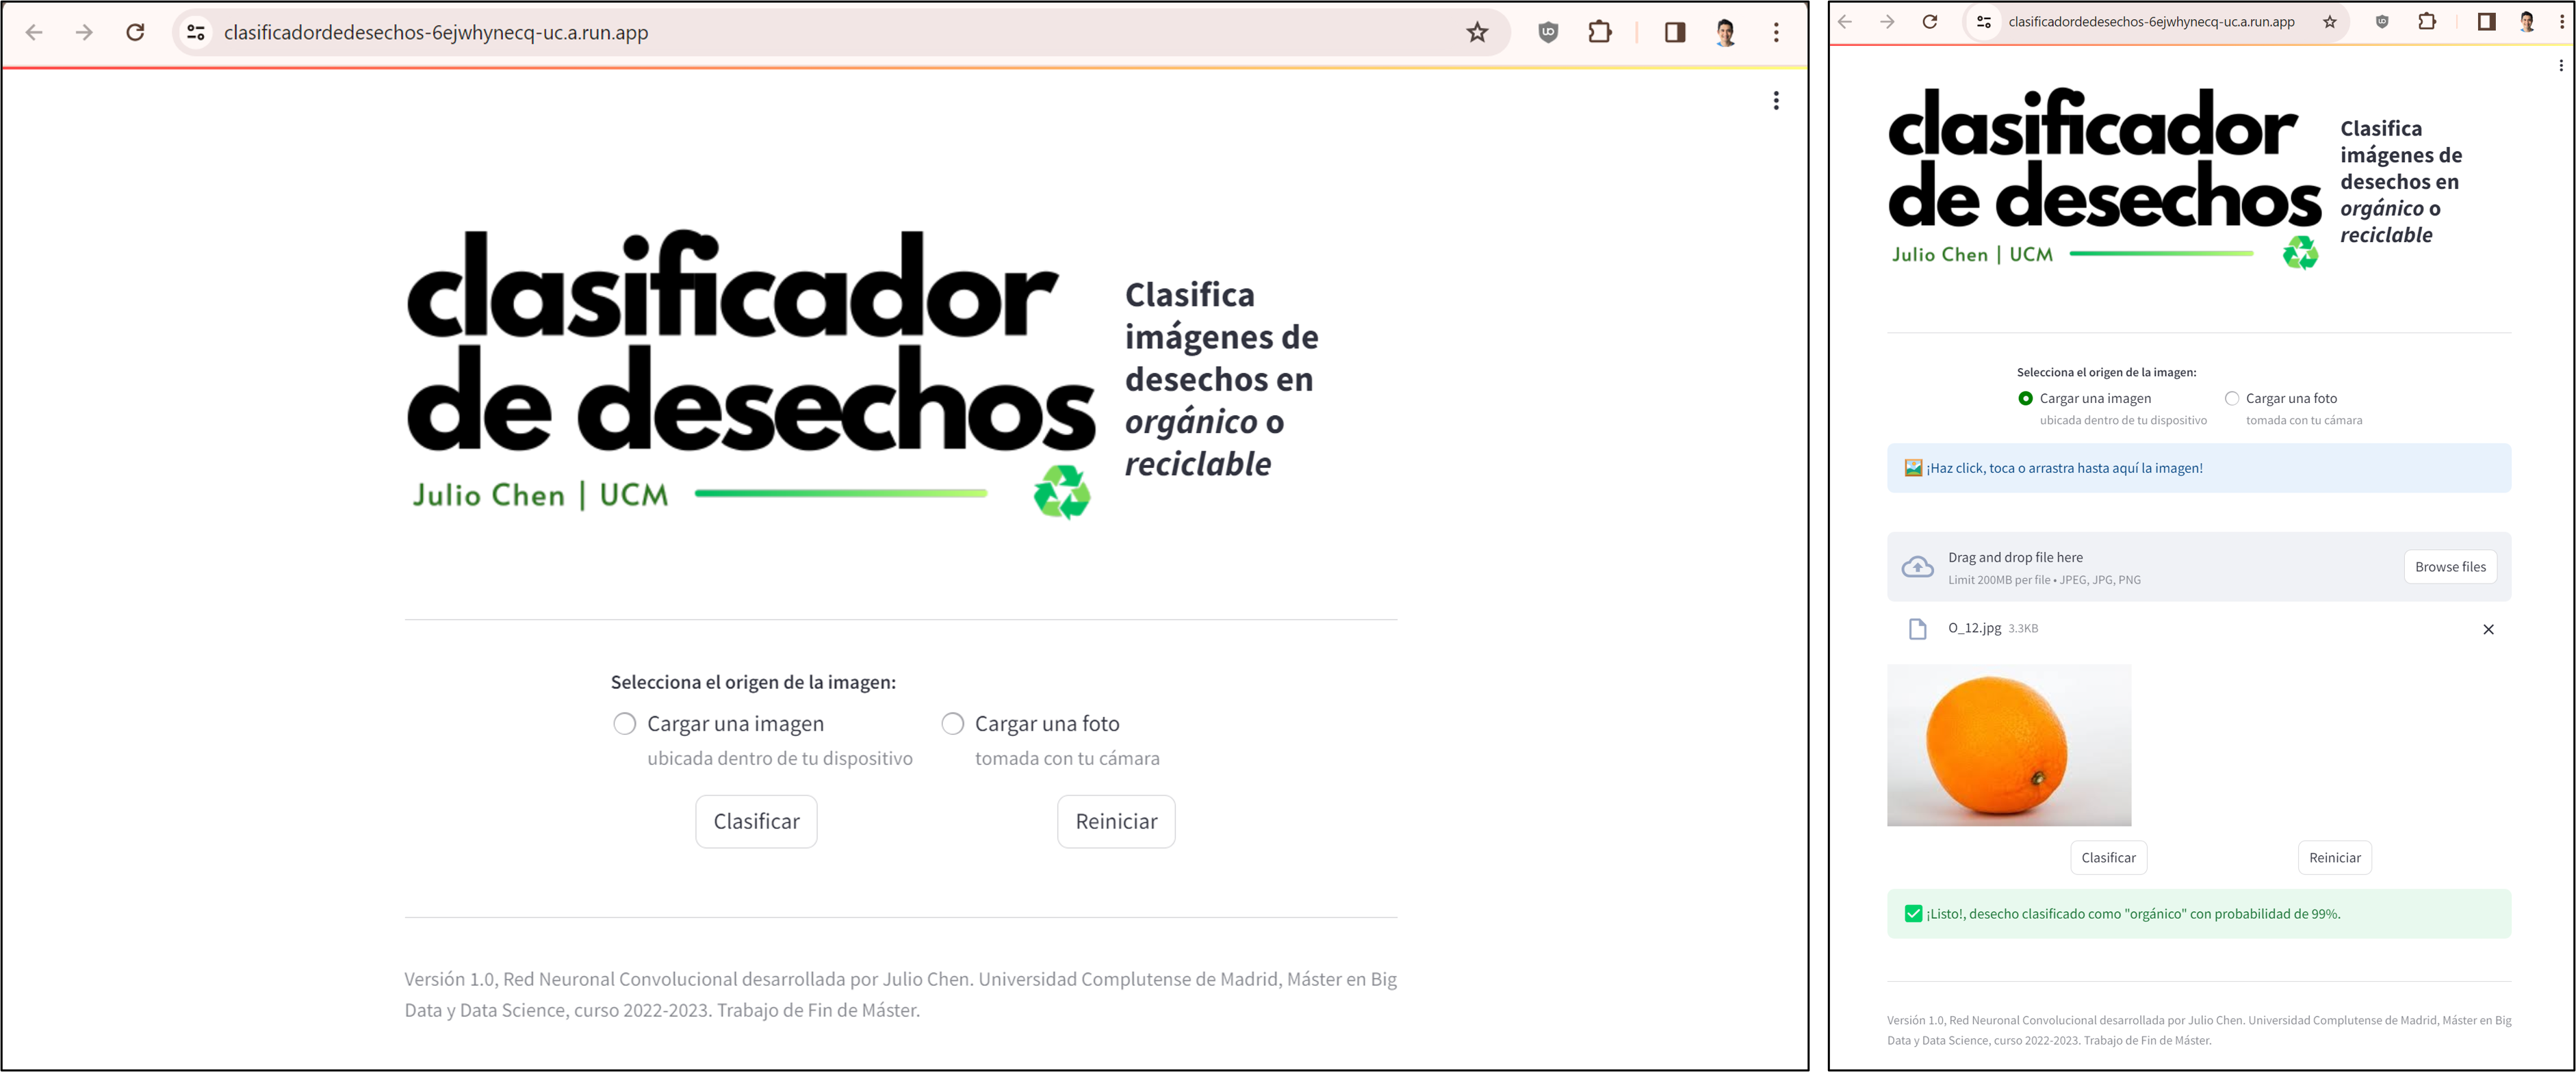 clasificadordedesechos-6ejwhynecq-uc.a.run.app
clasificador
de desechos
Julio Chen | UCM
Clasifica
imágenes de
desechos en
orgánico o
reciclable
Selecciona el origen de la imagen:
Cargar una imagen
ubicada dentro de tu dispositivo
Cargar una foto
tomada con tu cámara
Clasificar
Reiniciar
Versión 1.0, Red Neuronal Convolucional desarrollada por Julio Chen. Universidad Complutense de Madrid, Máster en Big
Data y Data Science, curso 2022-2023. Trabajo de Fin de Máster.
clasificadordedesechos-6ejwhynecq-uc.a.run.app
clasificador
de desechos
Julio Chen | UCM
Clasifica
imágenes de
desechos en
orgánico o
reciclable
Selecciona el origen de la imagen:
Cargar una imagen
ubicada dentro de tu dispositivo
Cargar una foto
tomada con tu cámara
¡Haz click, toca o arrastra hasta aquí la imagen!
Drag and drop file here
Limit 200MB per file • JPEG, JPG, PNG
Browse files
O_12.jpg 3.3KB
Clasificar
Reiniciar
¡Listo!, desecho clasificado como "orgánico" con probabilidad de 99%.
Versión 1.0, Red Neuronal Convolucional desarrollada por Julio Chen. Universidad Complutense de Madrid, Máster en Big
Data y Data Science, curso 2022-2023. Trabajo de Fin de Máster.